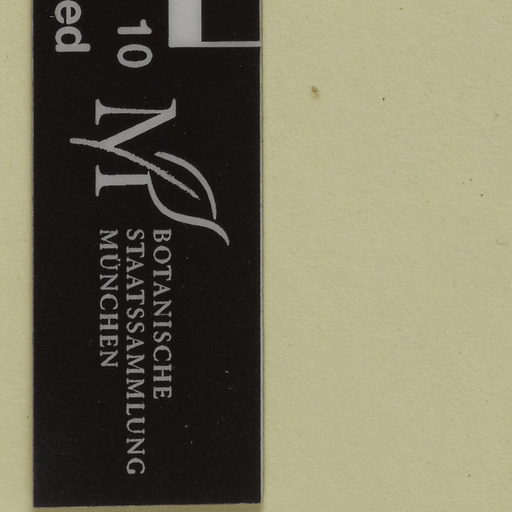 ed
10
BOTANISCHE
STAATSSAMMLUNG
MÜNCHEN